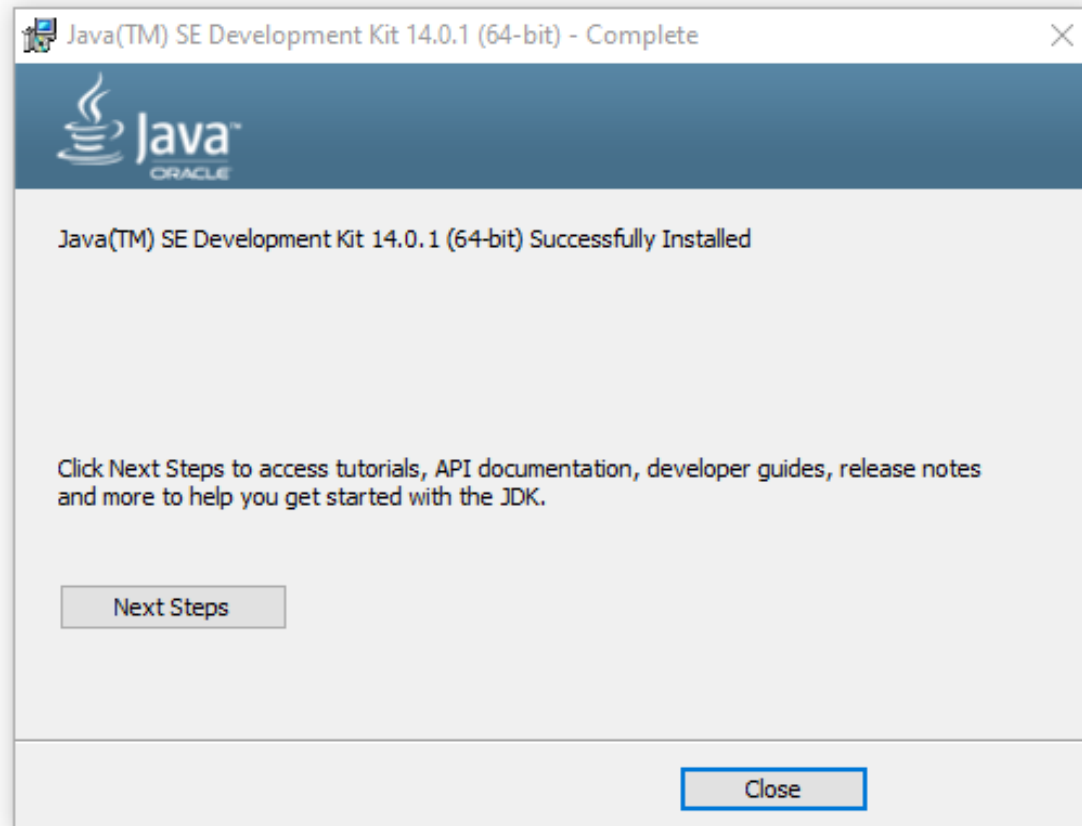 Java(TM) SE Development Kit 14.0.1 (64-bit) - Complete
Java™
ORACLE
Java(TM) SE Development Kit 14.0.1 (64-bit) Successfully Installed
Click Next Steps to access tutorials, API documentation, developer guides, release notes
and more to help you get started with the JDK.
Next Steps
Close